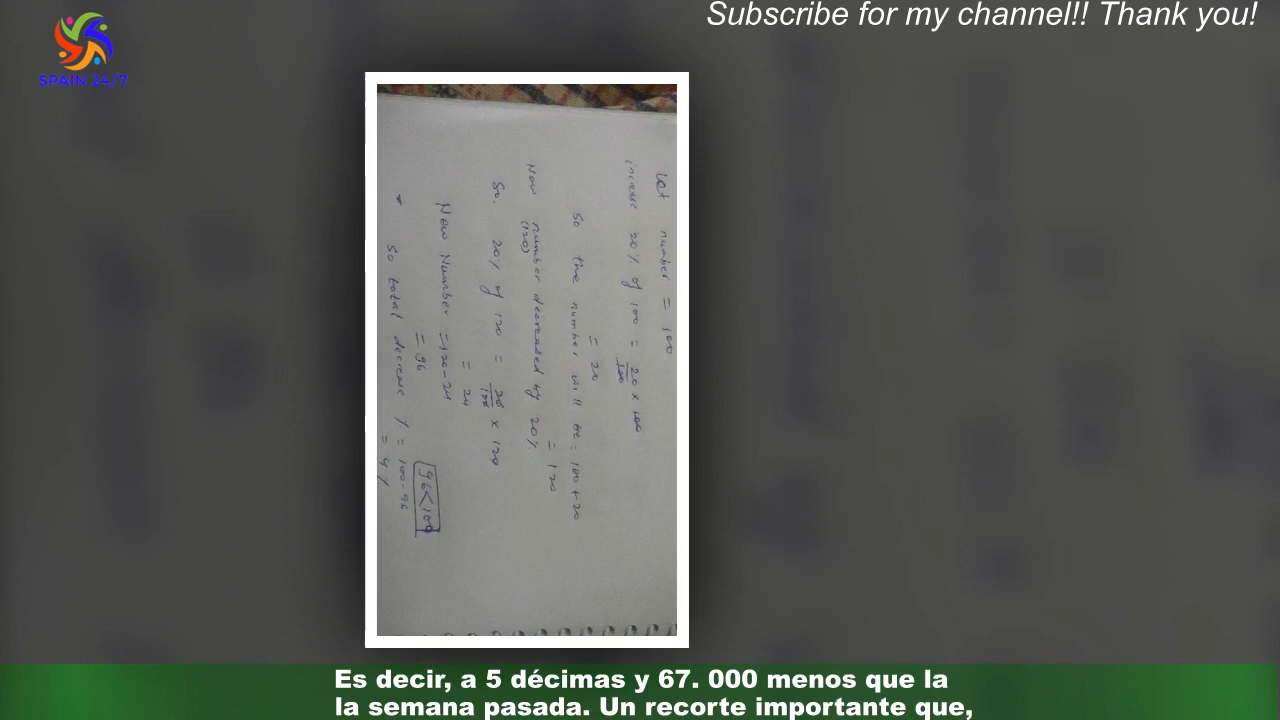 Subscribe for my channel!! Thank you!
SPAIN 24/7
Let number = 100
increase 20% of 100 = 20/100 x 100
= 20
So the number will be = 100 + 20
= 120
Now number decreased by 20%
(120)
So. 20% of 120 = 20/100 x 120
= 24
New Number = 120 - 24
= 96
96 < 100
So total decrease % = 100 - 96
= 4%
Es decir, a 5 décimas y 67. 000 menos que la
la semana pasada. Un recorte importante que,